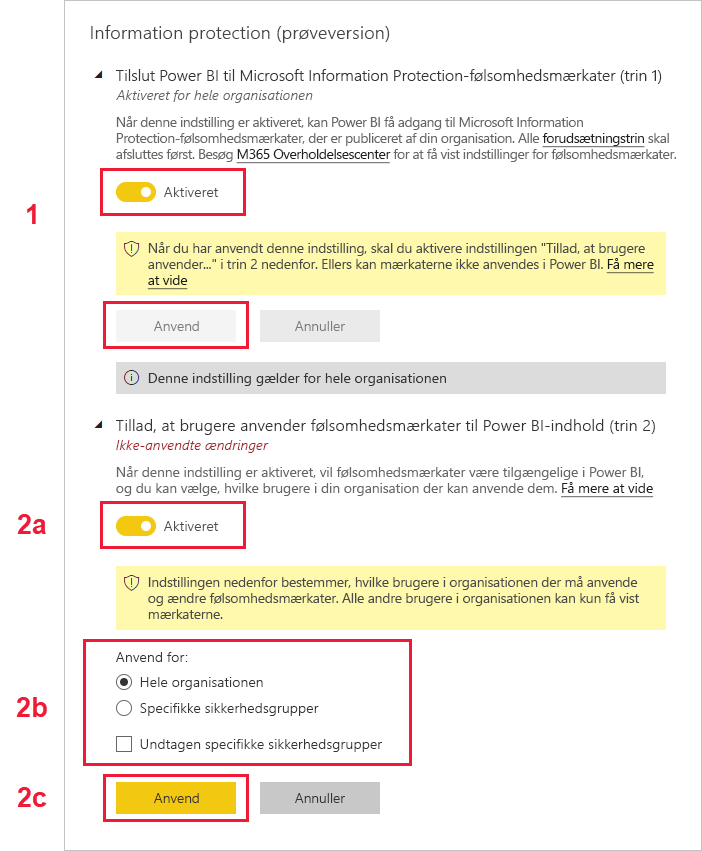 Information protection (prøveversion)
Tilslut Power BI til Microsoft Information Protection-følsomhedsmærkater (trin 1)
Aktiveret for hele organisationen
Når denne indstilling er aktiveret, kan Power BI få adgang til Microsoft Information
Protection-følsomhedsmærkater, der er publiceret af din organisation. Alle forudsætningstrin skal
afsluttes først. Besøg M365 Overholdelsescenter for at få vist indstillinger for følsomhedsmærkater.
1
Aktiveret
Når du har anvendt denne indstilling, skal du aktivere indstillingen "Tillad, at brugere
anvender..." i trin 2 nedenfor. Ellers kan mærkaterne ikke anvendes i Power BI. Få mere
at vide
Anvend
Annuller
Denne indstilling gælder for hele organisationen
Tillad, at brugere anvender følsomhedsmærkater til Power BI-indhold (trin 2)
Ikke-anvendte ændringer
Når denne indstilling er aktiveret, vil følsomhedsmærkater være tilgængelige i Power BI,
og du kan vælge, hvilke brugere i din organisation der kan anvende dem. Få mere at vide
2a
Aktiveret
Indstillingen nedenfor bestemmer, hvilke brugere i organisationen der må anvende
og ændre følsomhedsmærkater. Alle andre brugere i organisationen kan kun få vist
mærkaterne.
Anvend for:
Hele organisationen
2b
Specifikke sikkerhedsgrupper
Undtagen specifikke sikkerhedsgrupper
2c
Anvend
Annuller